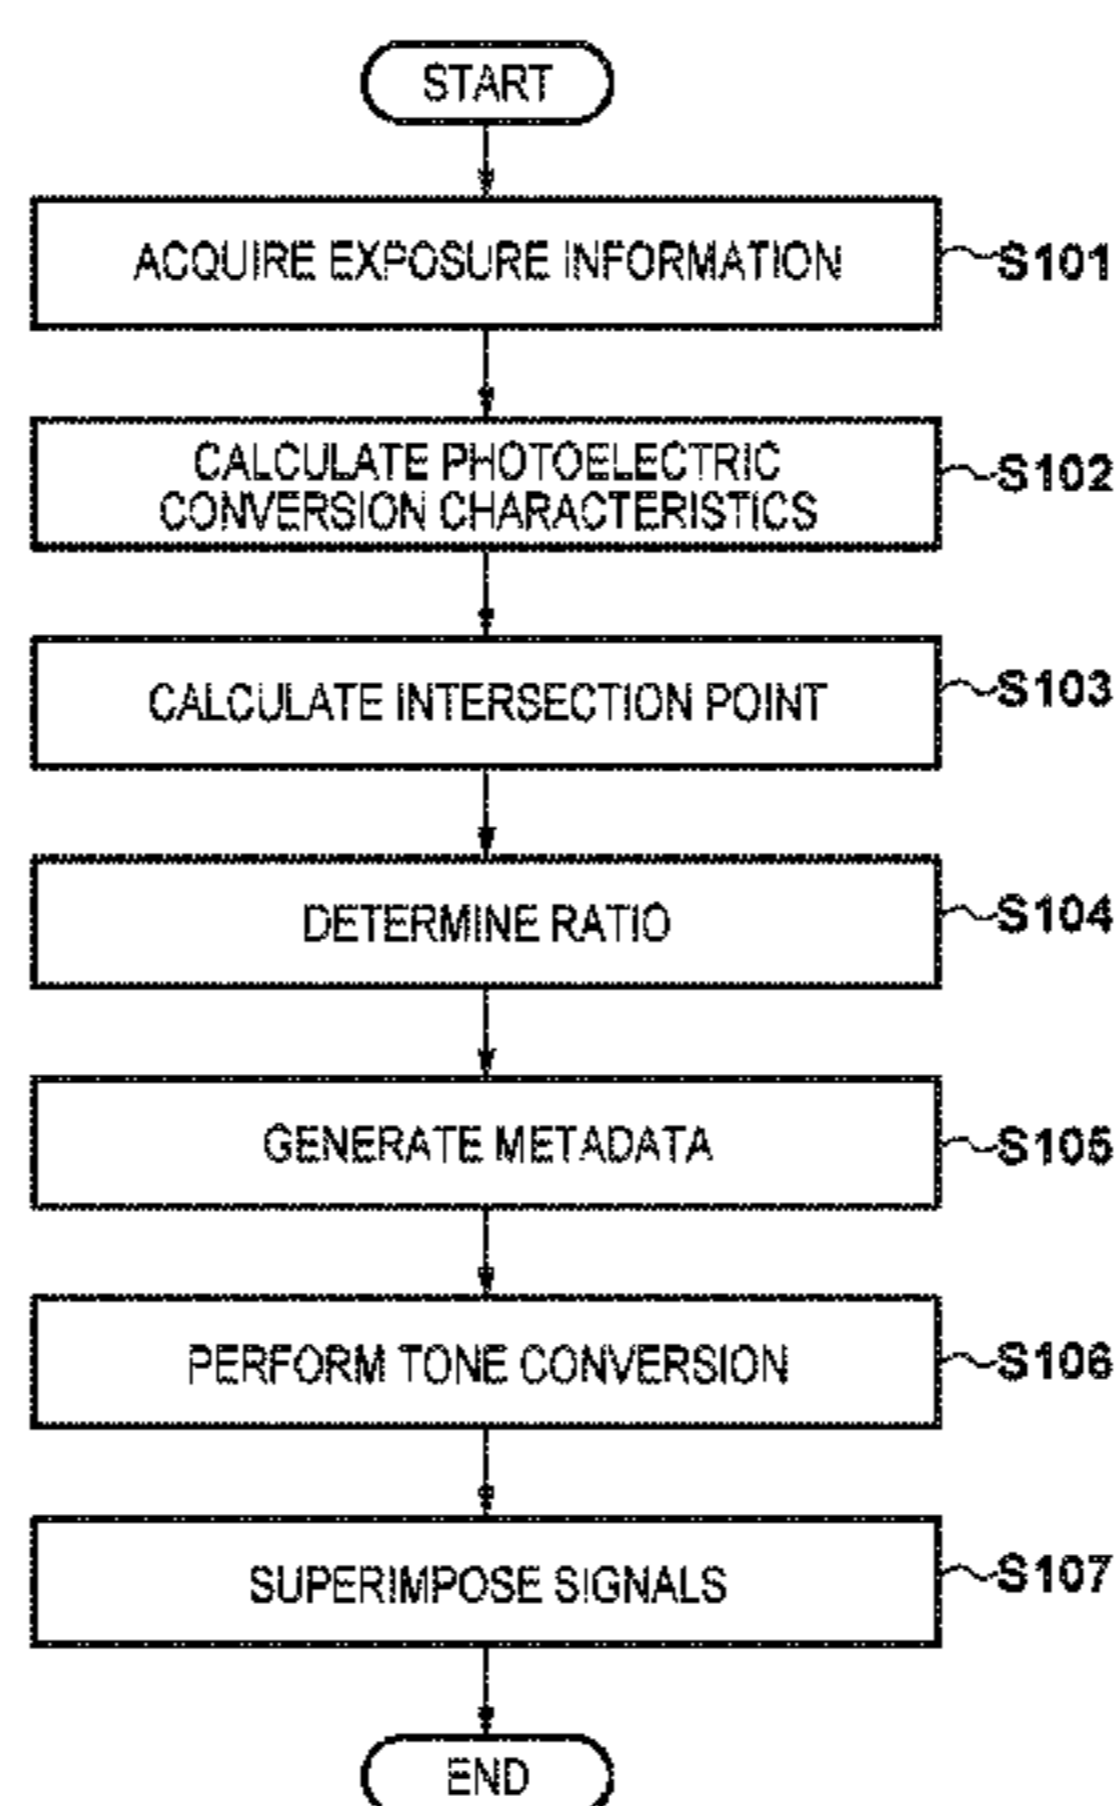 START
ACQUIRE EXPOSURE INFORMATION
S101
CALCULATE PHOTOELECTRIC
CONVERSION CHARACTERISTICS
S102
CALCULATE INTERSECTION POINT
S103
DETERMINE RATIO
S104
GENERATE METADATA
S105
PERFORM TONE CONVERSION
S106
SUPERIMPOSE SIGNALS
S107
END